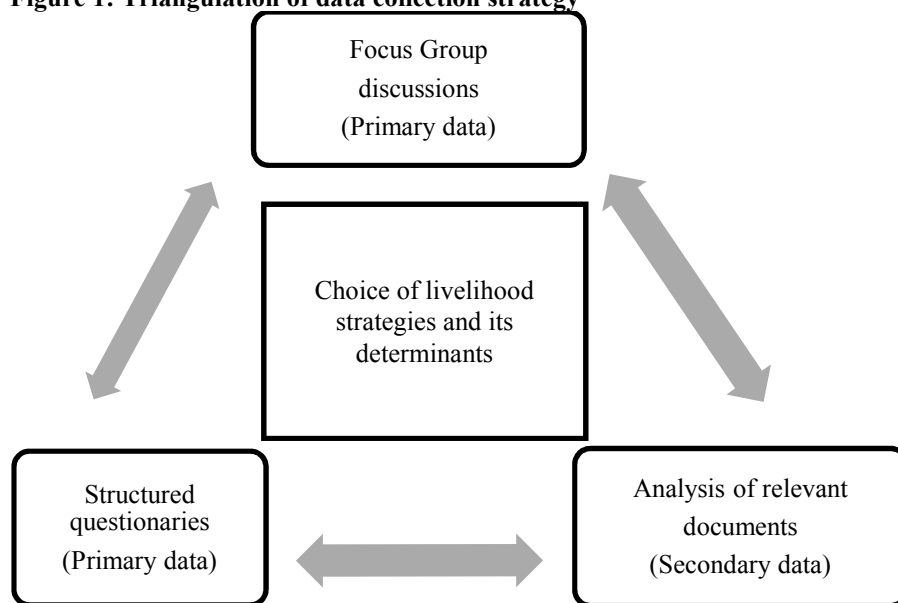 Figure 1: Triangulation of data collection strategy
Focus Group
discussions
(Primary data)
Choice of livelihood
strategies and its
determinants
Structured
questionaries
(Primary data)
Analysis of relevant
documents
(Secondary data)